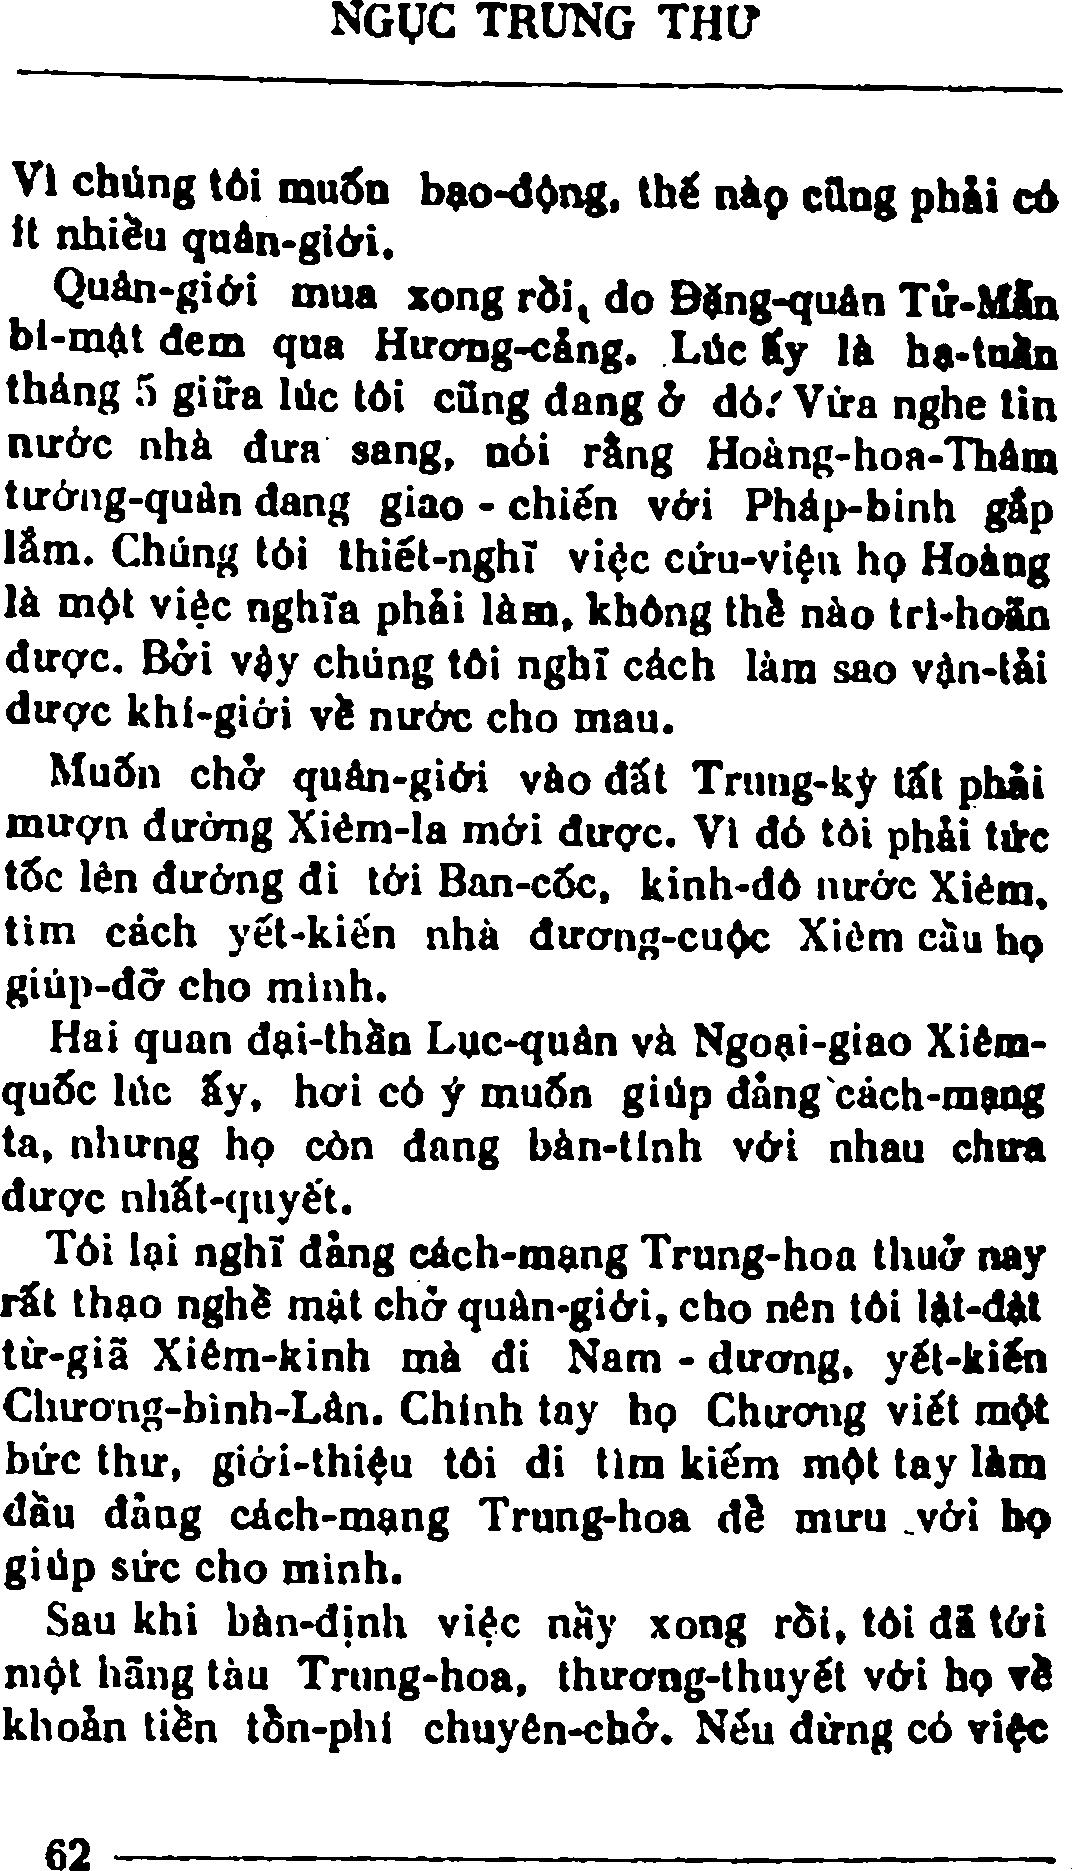 NGỤC TRUNG THƯ
Vì chúng tôi muốn bạo-động, thế nào cũng phải có
ít nhiều quân-giới.
Quân-giới mua xong rồi, do Đặng-quân Tử-Mẫn
bí-mật đem qua Hương-cảng. Lúc ấy là hạ-tuần
tháng 5 giữa lúc tôi cũng đang ở đó. Vừa nghe tin
nước nhà đưa sang, nói rằng Hoàng-hoa-Thám
tướng-quân đang giao - chiến với Pháp-binh gắp
lắm. Chúng tôi thiết-nghĩ việc cứu-viện họ Hoàng
là một việc nghĩa phải làm, không thể nào trì-hoãn
được. Bởi vậy chúng tôi nghĩ cách làm sao vận-tải
được khí-giới về nước cho mau.
Muốn chở quân-giới vào đất Trung-kỳ tất phải
mượn đường Xiêm-la mới được. Vì đó tôi phải tức
tốc lên đường đi tới Ban-cốc, kinh-đô nước Xiêm,
tìm cách yết-kiến nhà đương-cuộc Xiêm cầu họ
giúp-đỡ cho mình.
Hai quan đại-thần Lục-quân và Ngoại-giao Xiêm-
quốc lúc ấy, hơi có ý muốn giúp đảng cách-mạng
ta, nhưng họ còn đang bàn-tính với nhau chưa
được nhất-quyết.
Tôi lại nghĩ đảng cách-mạng Trung-hoa thuở nay
rất thạo nghề mật chở quân-giới, cho nên tôi lật-đật
từ-giã Xiêm-kinh mà đi Nam - dương, yết-kiến
Chương-bình-Lân. Chính tay họ Chương viết một
bức thư, giới-thiệu tôi đi tìm kiếm một tay làm
đầu đảng cách-mạng Trung-hoa để mưu với họ
giúp sức cho mình.
Sau khi bàn-định việc nầy xong rồi, tôi đã tới
một hãng tàu Trung-hoa, thương-thuyết với họ về
khoản tiền tổn-phí chuyên-chở. Nếu đừng có việc
62